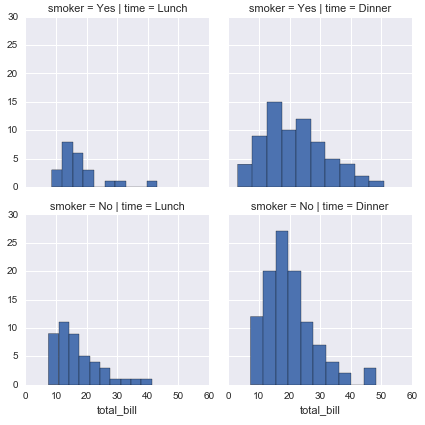 smoker = Yes | time = Lunch
smoker = Yes | time = Dinner
30
25
20
15
10
5
0
smoker = No | time = Lunch
smoker = No | time = Dinner
30
25
20
15
10
5
0
0 10 20 30 40 50 60
0 10 20 30 40 50 60
total_bill
total_bill